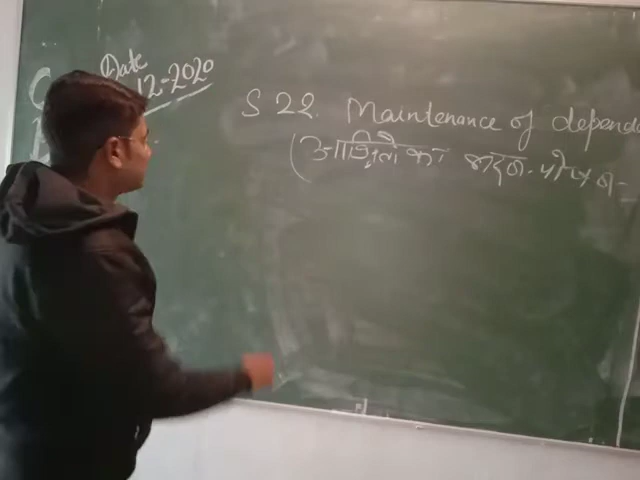 Date
12-2020
S 22. Maintenance of depend
(आश्रितों का भरण-पोषण